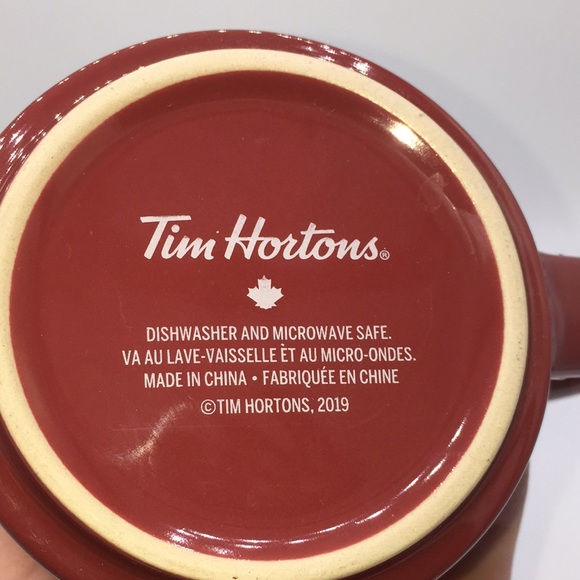 Tim Hortons®
DISHWASHER AND MICROWAVE SAFE.
VA AU LAVE-VAISSELLE ÈT AU MICRO-ONDES.
MADE IN CHINA • FABRIQUÉE EN CHINE
©TIM HORTONS, 2019